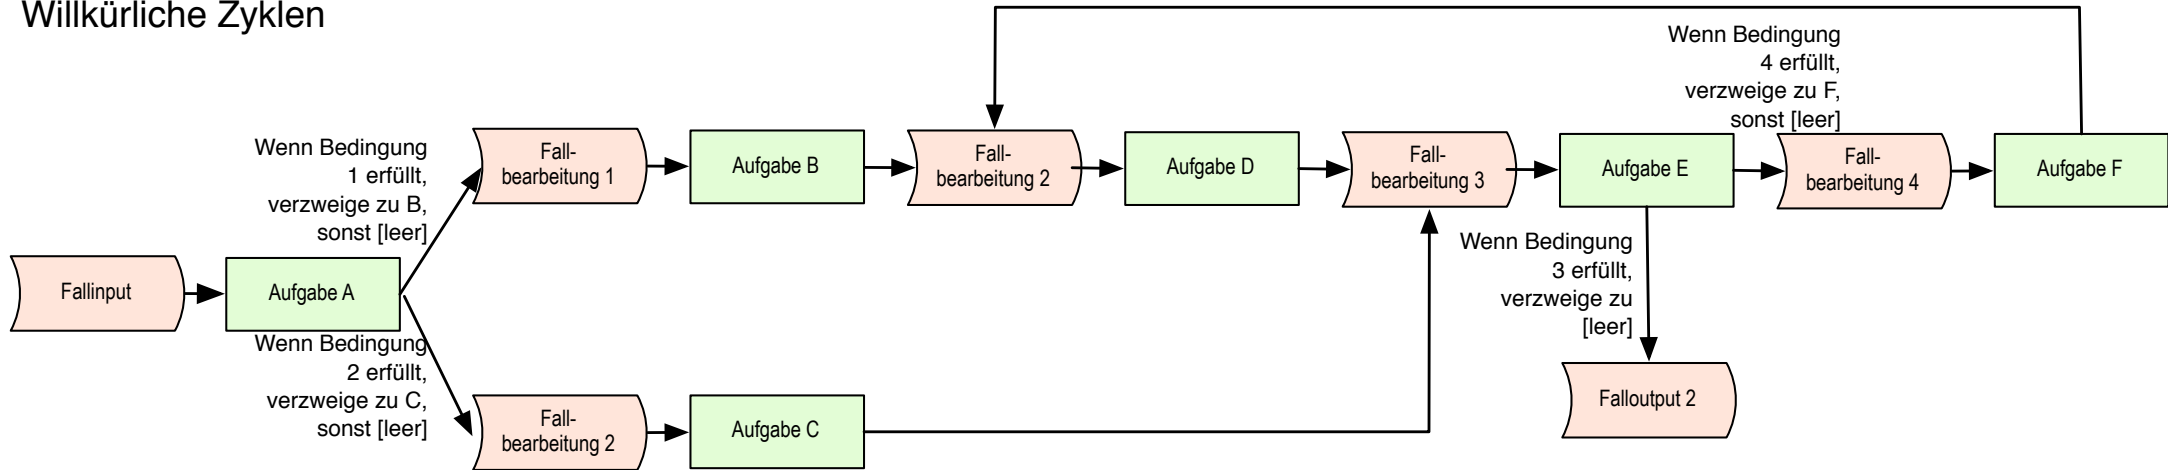 Willkürliche Zyklen
Wenn Bedingung
4 erfüllt,
verzweige zu F,
sonst [leer]
Wenn Bedingung
1 erfüllt,
verzweige zu B,
sonst [leer]
Fall-
bearbeitung 1
Aufgabe B
Fall-
bearbeitung 2
Aufgabe D
Fall-
bearbeitung 3
Aufgabe E
Fall-
bearbeitung 4
Aufgabe F
Fallinput
Aufgabe A
Wenn Bedingung
3 erfüllt,
verzweige zu
[leer]
Wenn Bedingung
2 erfüllt,
verzweige zu C,
sonst [leer]
Fall-
bearbeitung 2
Aufgabe C
Falloutput 2